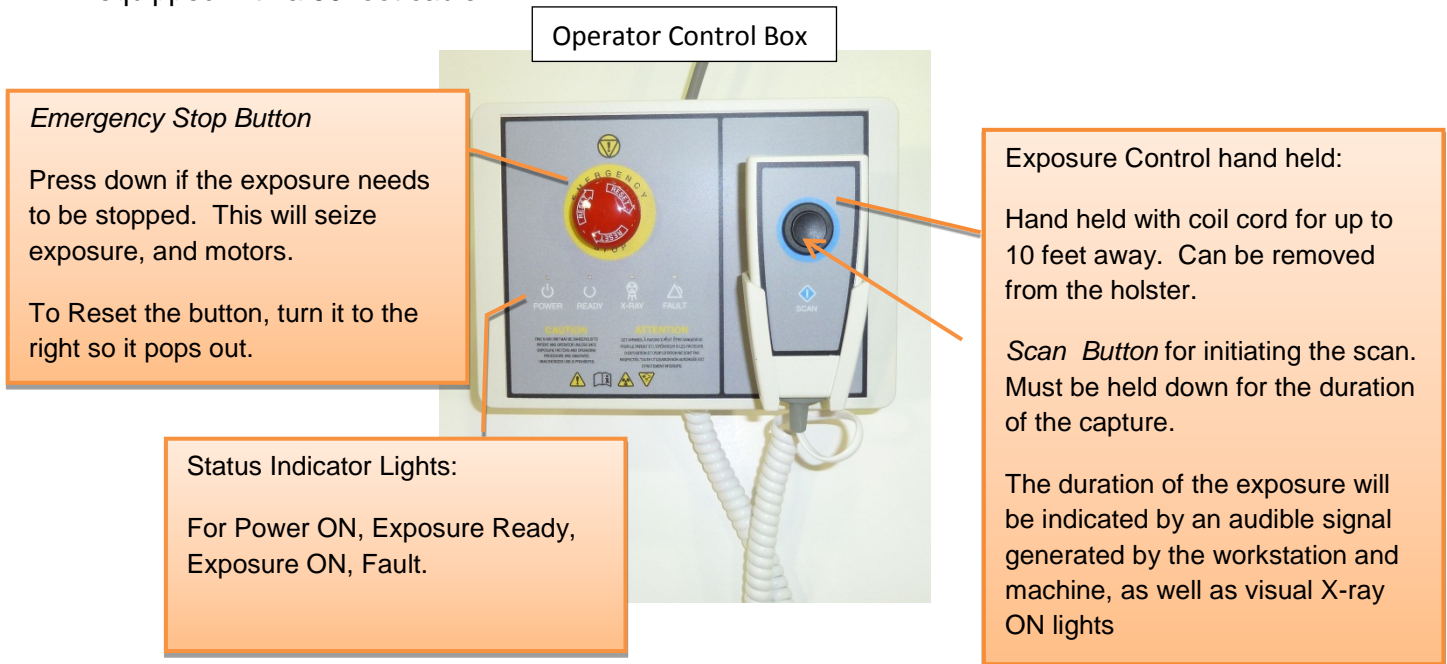 Operator Control Box
Emergency Stop Button
Press down if the exposure needs
to be stopped.  This will seize
exposure, and motors.
To Reset the button, turn it to the
right so it pops out.
EMERGENCY
STOP
RESET
RESET
RESET
POWER READY X-RAY FAULT
CAUTION
ATTENTION
SCAN
Status Indicator Lights:
For Power ON, Exposure Ready,
Exposure ON, Fault.
Exposure Control hand held:
Hand held with coil cord for up to
10 feet away.  Can be removed
from the holster.
Scan  Button for initiating the scan.
Must be held down for the duration
of the capture.
The duration of the exposure will
be indicated by an audible signal
generated by the workstation and
machine, as well as visual X-ray
ON lights